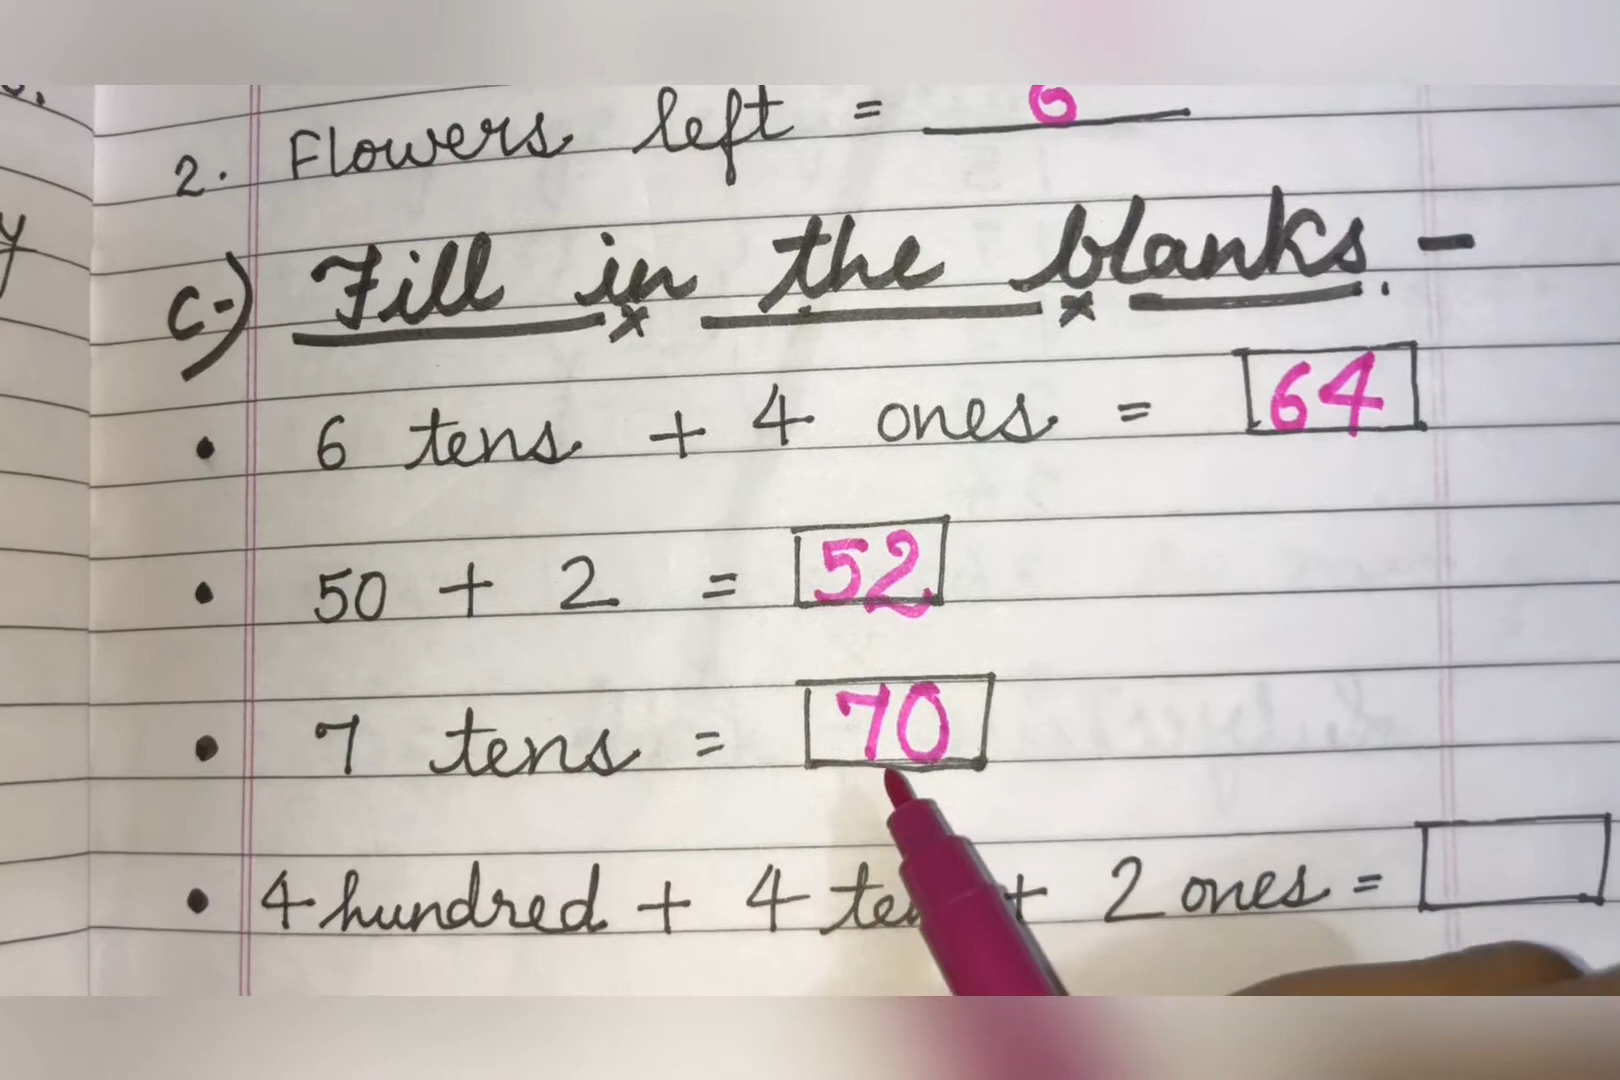 2. Flowers left = 6
C.) Fill in the blanks -
• 6 tens + 4 ones = 64
• 50 + 2 = 52
• 7 tens = 70
• 4 hundred + 4 te + 2 ones =